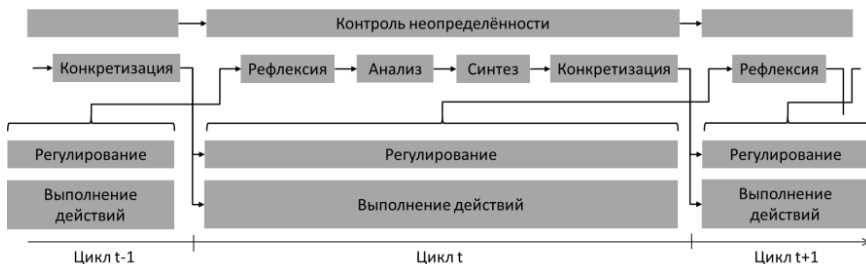 Контроль неопределённости
Конкретизация
Рефлексия
Анализ
Синтез
Конкретизация
Рефлексия
Регулирование
Регулирование
Регулирование
Выполнение
действий
Выполнение действий
Выполнение
действий
Цикл t-1
Цикл t
Цикл t+1